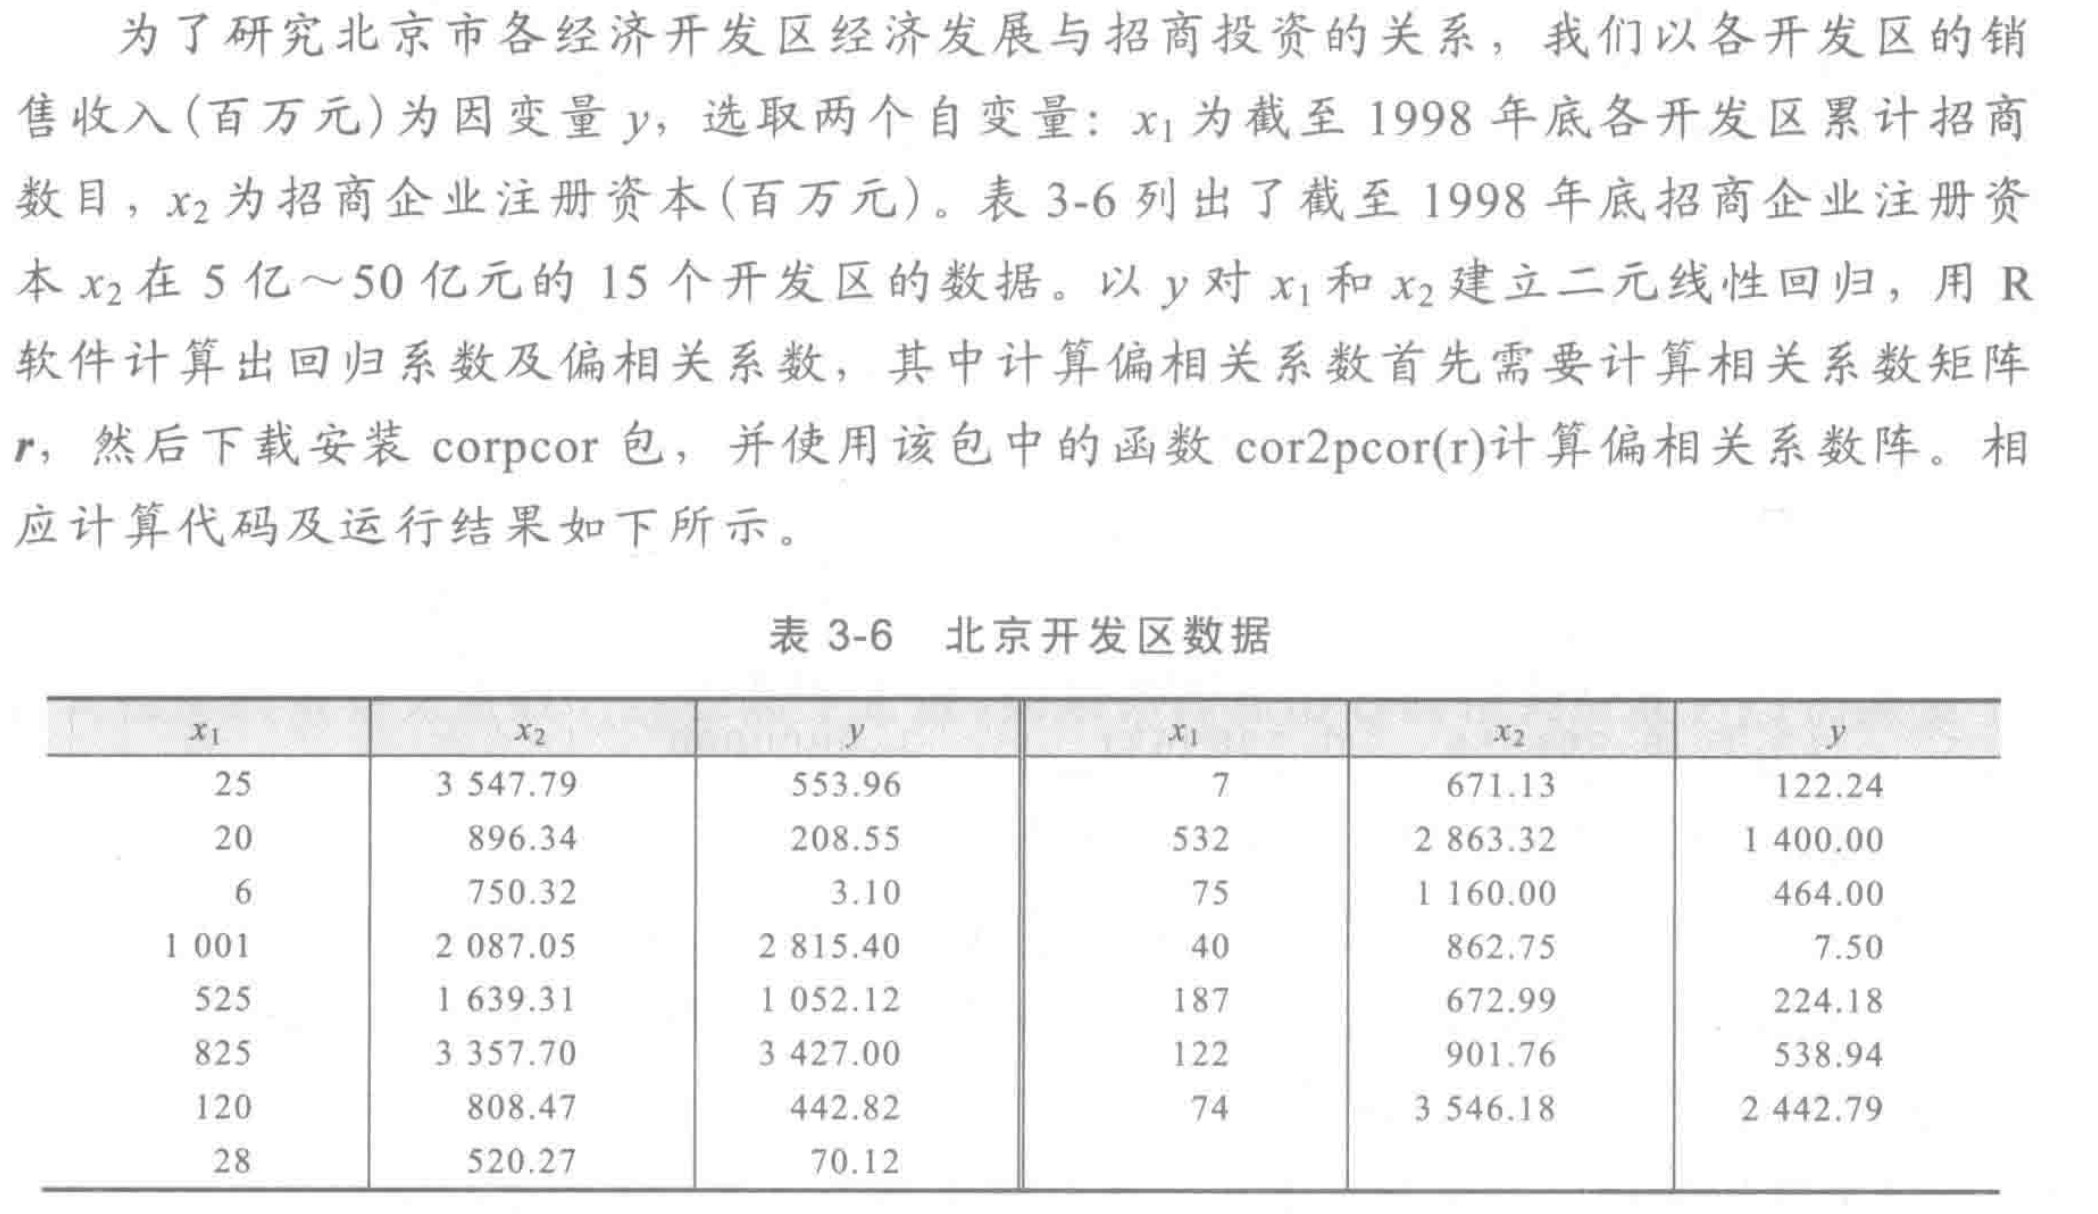 为了研究北京市各经济开发区经济发展与招商投资的关系，我们以各开发区的销
售收入(百万元)为因变量 y，选取两个自变量：x₁为截至 1998 年底各开发区累计招商
数目，x₂为招商企业注册资本(百万元)。表 3-6 列出了截至 1998 年底招商企业注册资
本 x₂在 5 亿～50 亿元的 15 个开发区的数据。以 y 对 x₁和 x₂建立二元线性回归，用 R
软件计算出回归系数及偏相关系数，其中计算偏相关系数首先需要计算相关系数矩阵
r，然后下载安装 corpcor 包，并使用该包中的函数 cor2pcor(r)计算偏相关系数阵。相
应计算代码及运行结果如下所示。
表 3-6 北京开发区数据
x₁ x₂ y x₁ x₂ y
25 3 547.79 553.96 7 671.13 122.24
20 896.34 208.55 532 2 863.32 1 400.00
6 750.32 3.10 75 1 160.00 464.00
1 001 2 087.05 2 815.40 40 862.75 7.50
525 1 639.31 1 052.12 187 672.99 224.18
825 3 357.70 3 427.00 122 901.76 538.94
120 808.47 442.82 74 3 546.18 2 442.79
28 520.27 70.12